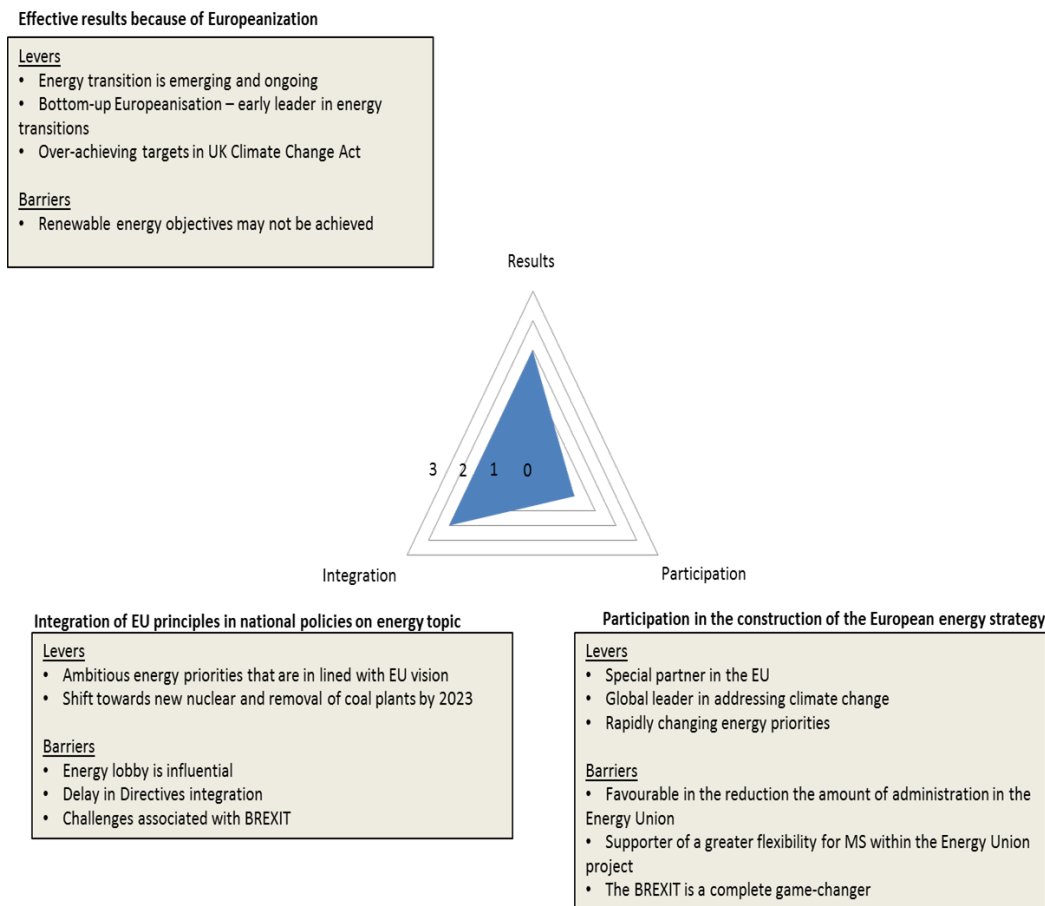 Effective results because of Europeanization
Levers
• Energy transition is emerging and ongoing
• Bottom-up Europeanisation – early leader in energy
transitions
• Over-achieving targets in UK Climate Change Act
Barriers
• Renewable energy objectives may not be achieved
Results
3 2 1 0
Integration
Participation
Integration of EU principles in national policies on energy topic
Levers
• Ambitious energy priorities that are in lined with EU vision
• Shift towards new nuclear and removal of coal plants by 2023
Barriers
• Energy lobby is influential
• Delay in Directives integration
• Challenges associated with BREXIT
Participation in the construction of the European energy strategy
Levers
• Special partner in the EU
• Global leader in addressing climate change
• Rapidly changing energy priorities
Barriers
• Favourable in the reduction the amount of administration in the
Energy Union
• Supporter of a greater flexibility for MS within the Energy Union
project
• The BREXIT is a complete game-changer